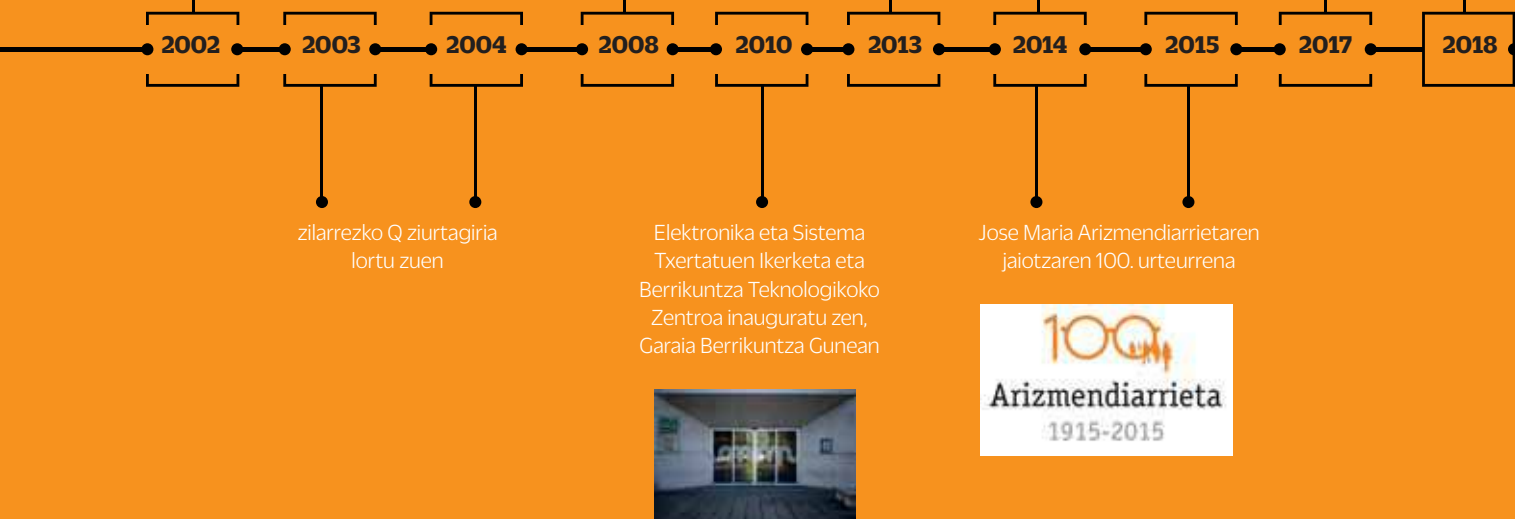 2002 2003 2004 2008 2010 2013 2014 2015 2017 2018
zilarrezko Q ziurtagiria
lortu zuen
Elektronika eta Sistema
Txertatuen Ikerketa eta
Berrikuntza Teknologikoko
Zentroa inauguratu zen,
Garaia Berrikuntza Gunean
Jose Maria Arizmendiarrietaren
jaiotzaren 100. urteurrena
100
Arizmendiarrieta
1915-2015